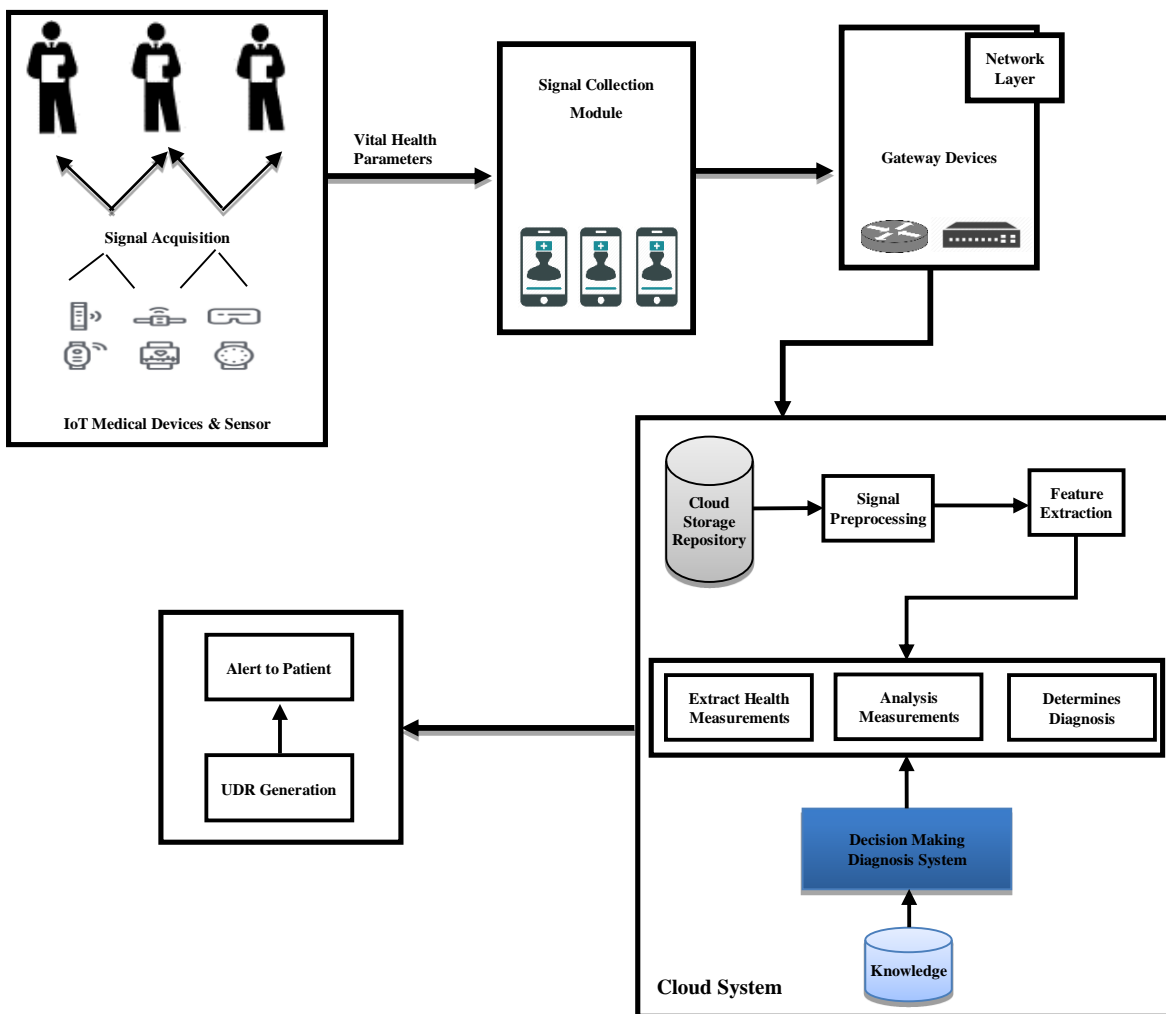 Signal Acquisition
IoT Medical Devices & Sensor
Vital Health
Parameters
Signal Collection
Module
Network
Layer
Gateway Devices
Cloud
Storage
Repository
Signal
Preprocessing
Feature
Extraction
Extract Health
Measurements
Analysis
Measurements
Determines
Diagnosis
Decision Making
Diagnosis System
Knowledge
Cloud System
Alert to Patient
UDR Generation